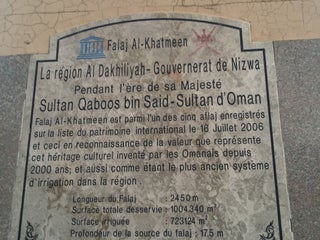 Falaj Al-Khatmeen
La région Al Dakhiliyah- Gouvernerat de Nizwa
Pendant l'ère de sa Majesté
Sultan Qaboos bin Said-Sultan d'Oman
Falaj Al-Khatmeen est parmi l'un des cinq aflaj enregistrés
sur la liste du patrimoine international le 16 Juillet 2006
et ceci en reconnaissance de la valeur que présente
cet héritage culturel inventé par les Omanais depuis
2000 ans, et aussi comme étant le plus ancien système
d'irrigation dans la région.
Longueur du Falaj : 2450 m
Surface totale desservie : 1004.340 m²
Surface irriguée : 723124 m²
Profondeur de la source du falaj : 17.5 m